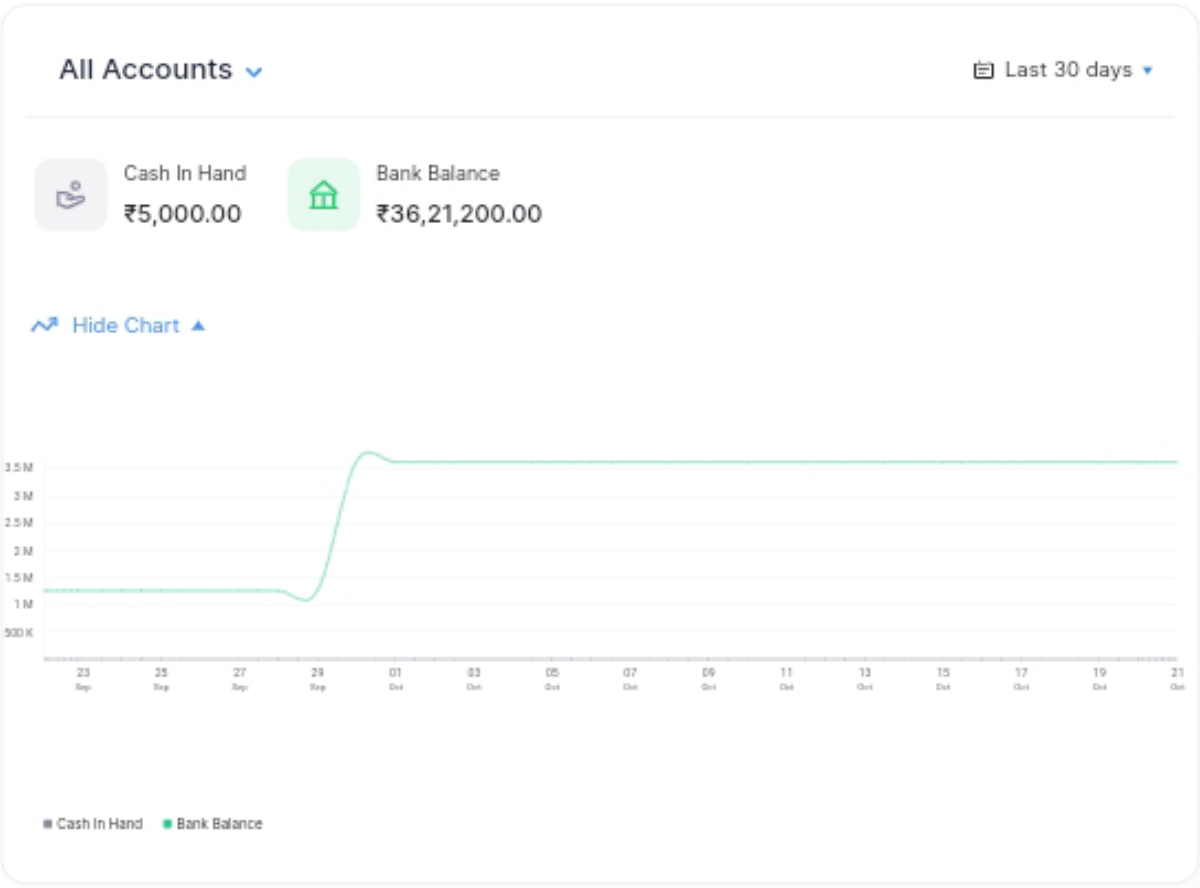 All Accounts
Last 30 days
Cash In Hand
₹5,000.00
Bank Balance
₹36,21,200.00
Hide Chart
3.5 M
3 M
2.5 M
2 M
1.5 M
1 M
500 K
23 25 27 29 01 03 05 07 09 11 13 15 17 19 21
Sep Sep Sep Sep Oct Oct Oct Oct Oct Oct Oct Oct Oct Oct Oct
Cash In Hand Bank Balance